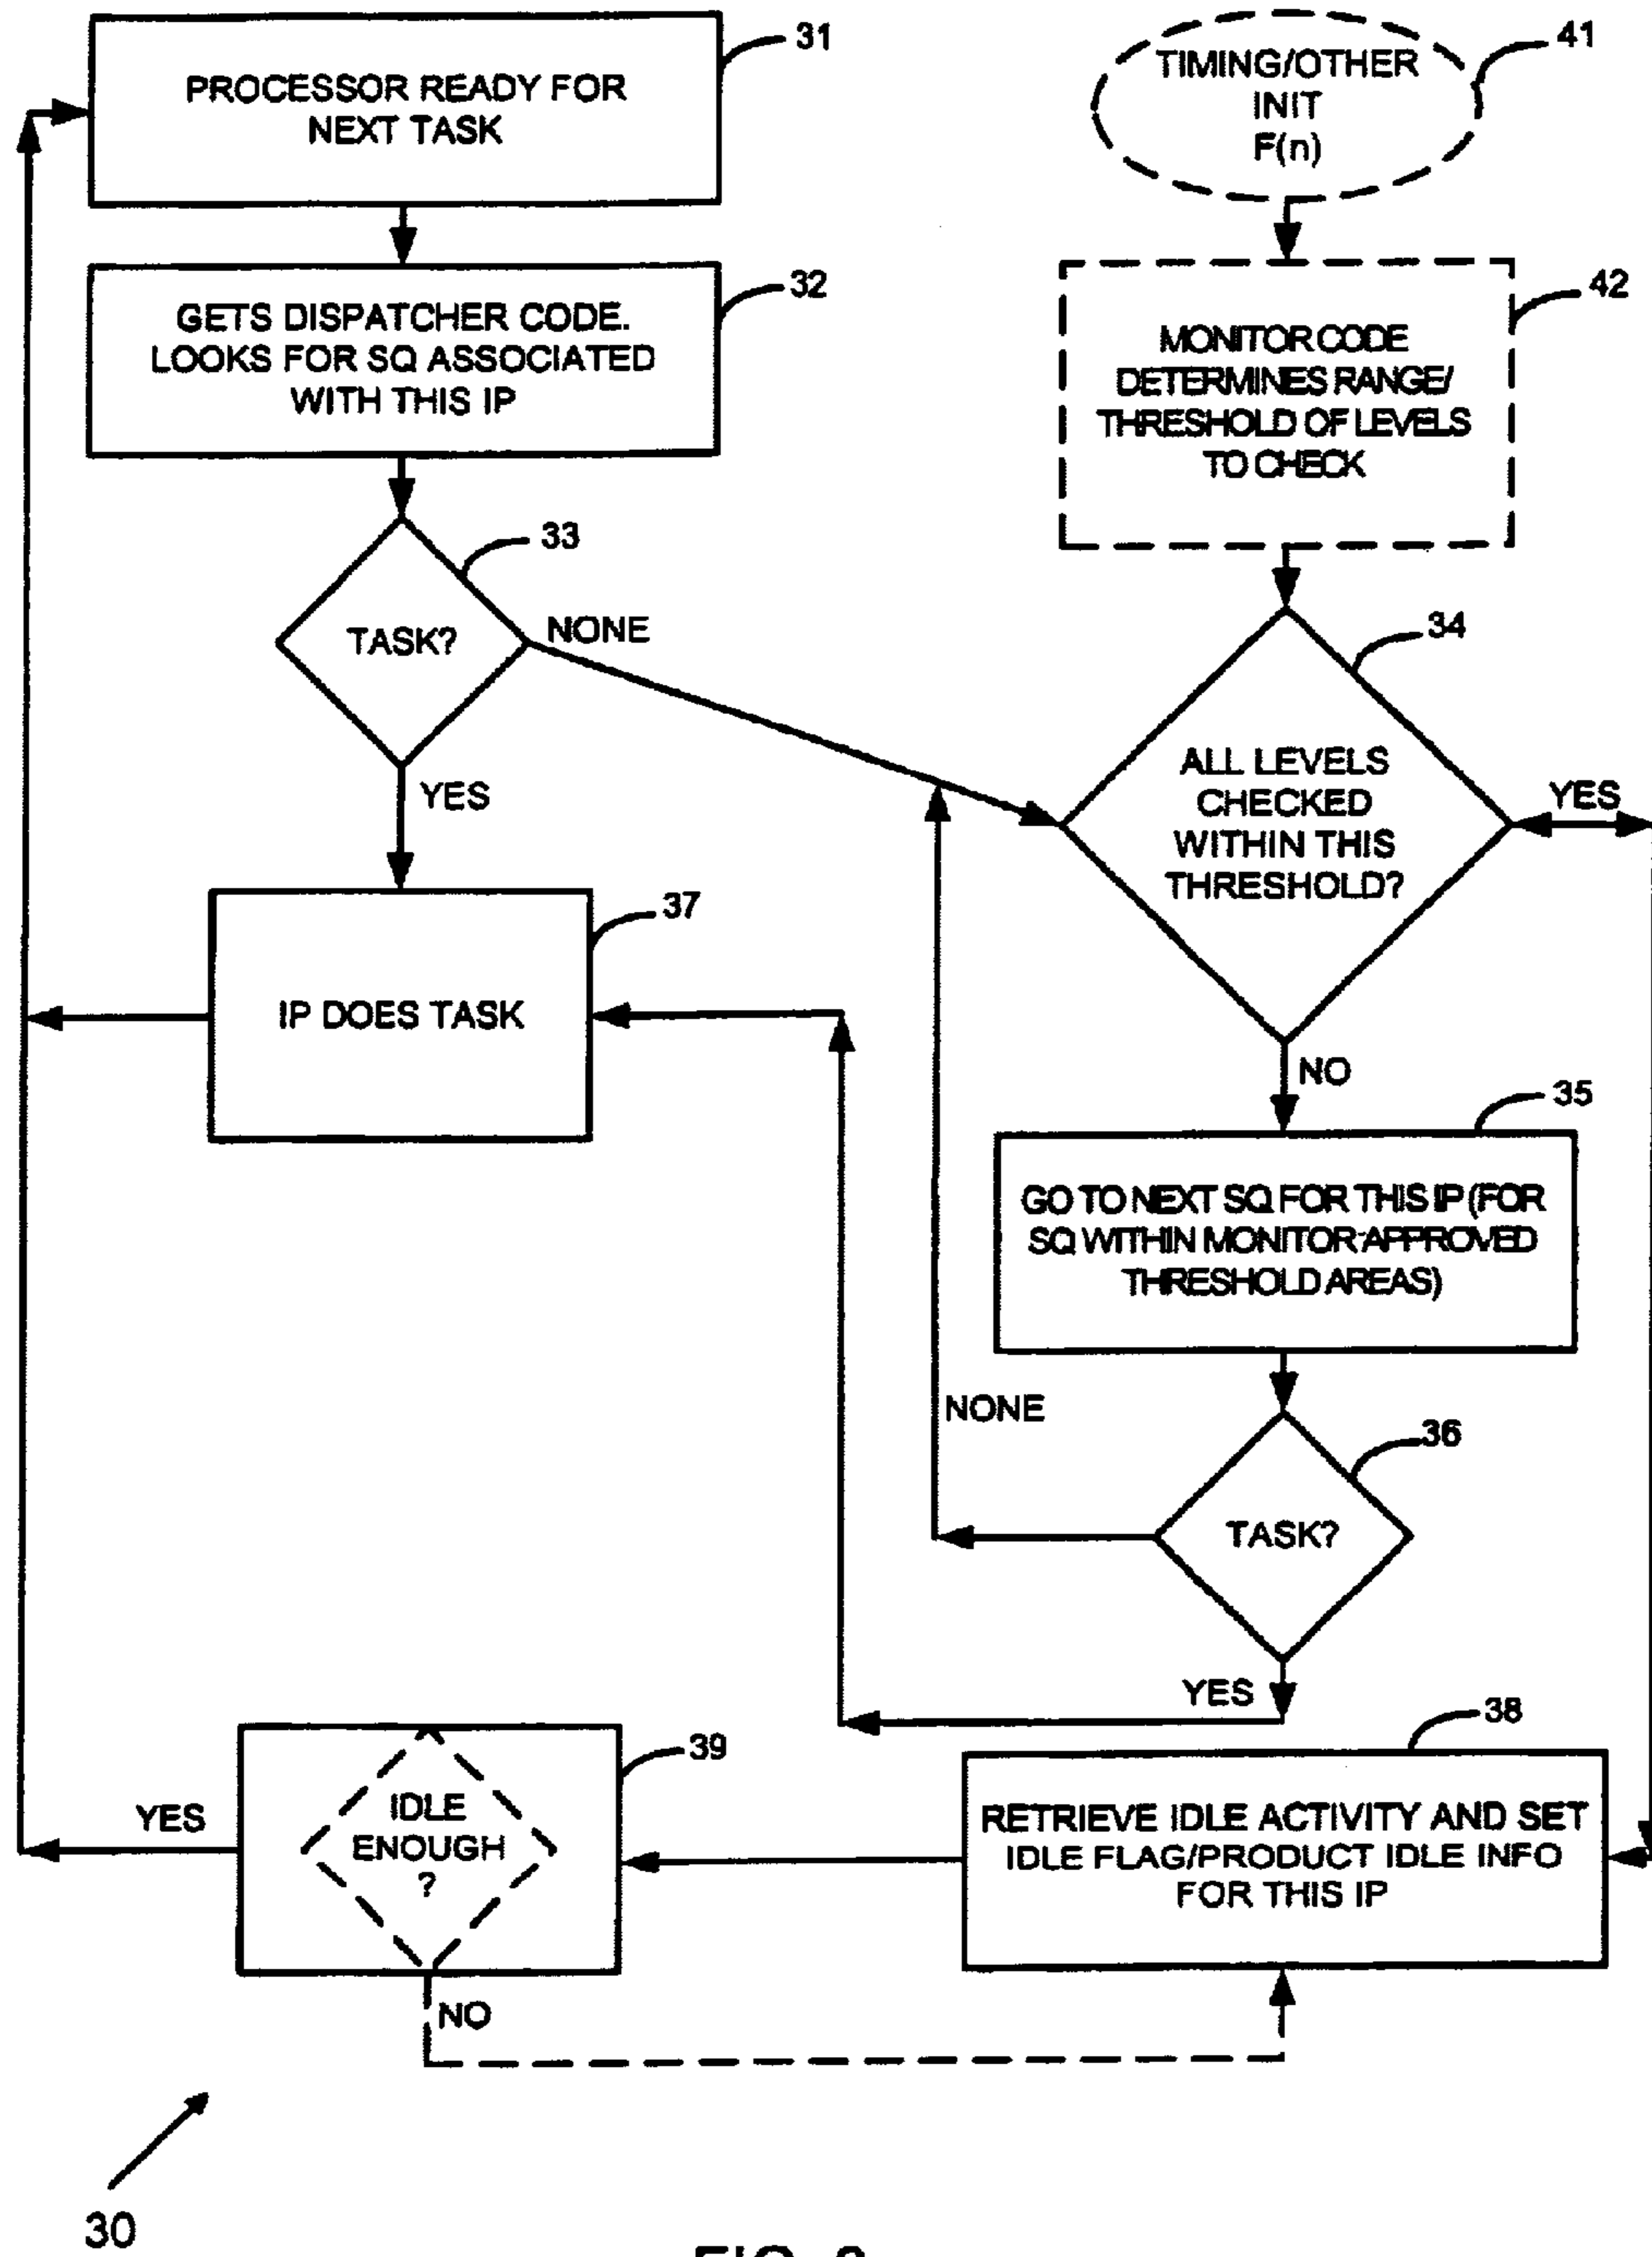 31
PROCESSOR READY FOR
NEXT TASK
41
TIMING/OTHER
INIT
F(n)
32
GETS DISPATCHER CODE.
LOOKS FOR SQ ASSOCIATED
WITH THIS IP
42
MONITOR CODE
DETERMINES RANGE/
THRESHOLD OF LEVELS
TO CHECK
33
TASK?
NONE
YES
34
ALL LEVELS
CHECKED
WITHIN THIS
THRESHOLD?
YES
NO
37
IP DOES TASK
35
GO TO NEXT SQ FOR THIS IP (FOR
SQ WITHIN MONITOR-APPROVED
THRESHOLD AREAS)
NONE
36
TASK?
YES
38
RETRIEVE IDLE ACTIVITY AND SET
IDLE FLAG/PRODUCT IDLE INFO
FOR THIS IP
39
IDLE
ENOUGH
?
YES
NO
30